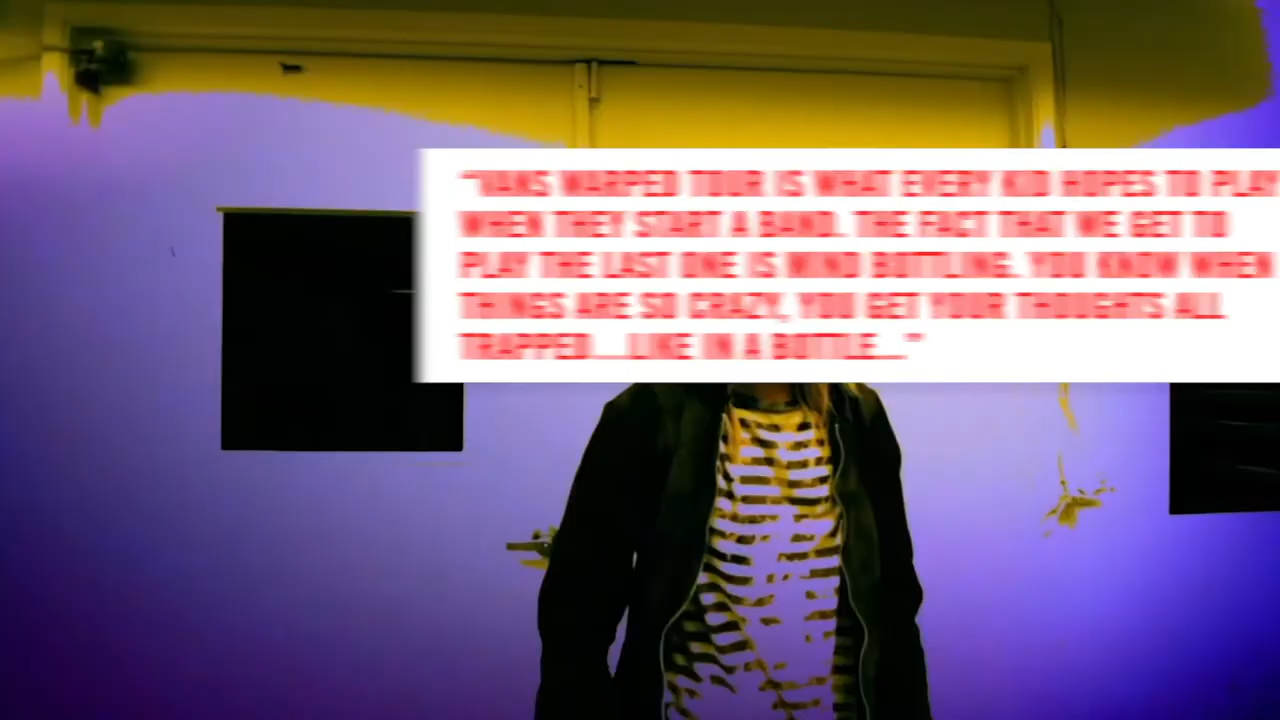 "VANS WARPED TOUR IS WHAT EVERY KID HOPES TO PLAY
WHEN THEY START A BAND. THE FACT THAT WE GET TO
PLAY THE LAST ONE IS MIND BOTTLING. YOU KNOW WHEN
THINGS ARE SO CRAZY, YOU GET YOUR THOUGHTS ALL
TRAPPED...LIKE IN A BOTTLE..."